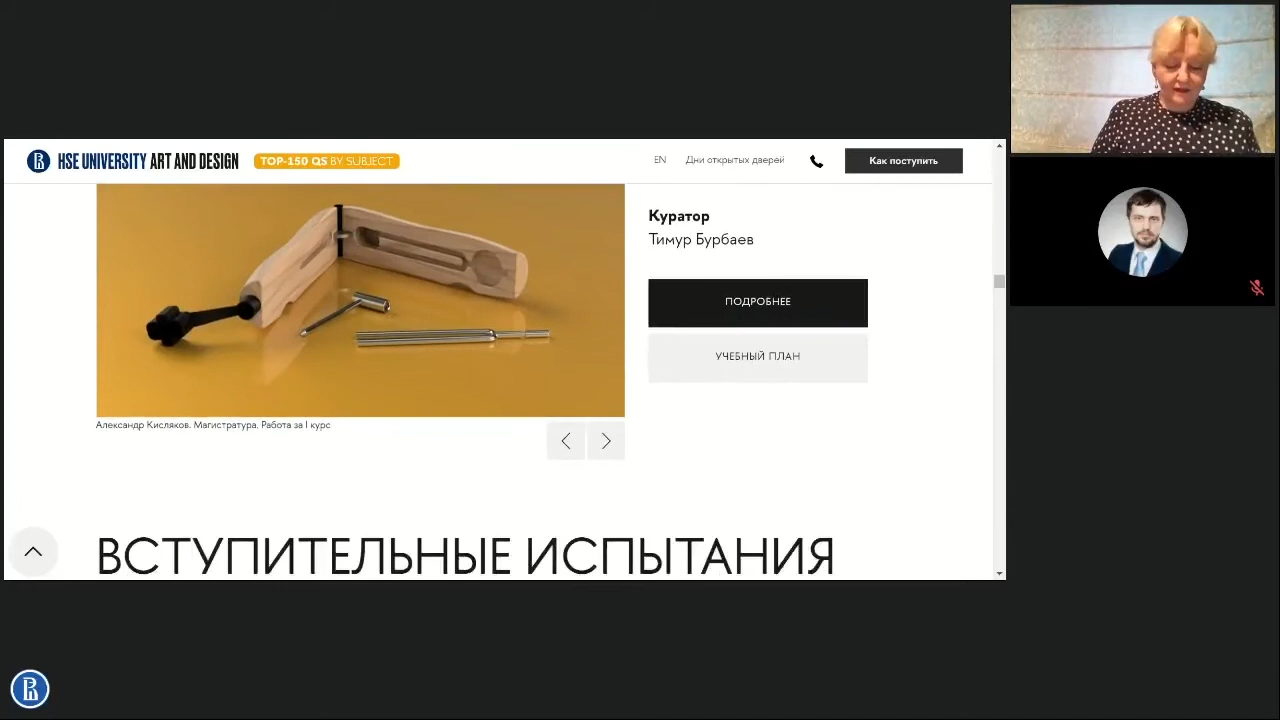 HSE UNIVERSITY ART AND DESIGN
TOP-150 QS BY SUBJECT
EN
Дни открытых дверей
Как поступить
Куратор
Тимур Бурбаев
ПОДРОБНЕЕ
УЧЕБНЫЙ ПЛАН
Александр Кисляков. Магистратура. Работа за 1 курс
ВСТУПИТЕЛЬНЫЕ ИСПЫТАНИЯ